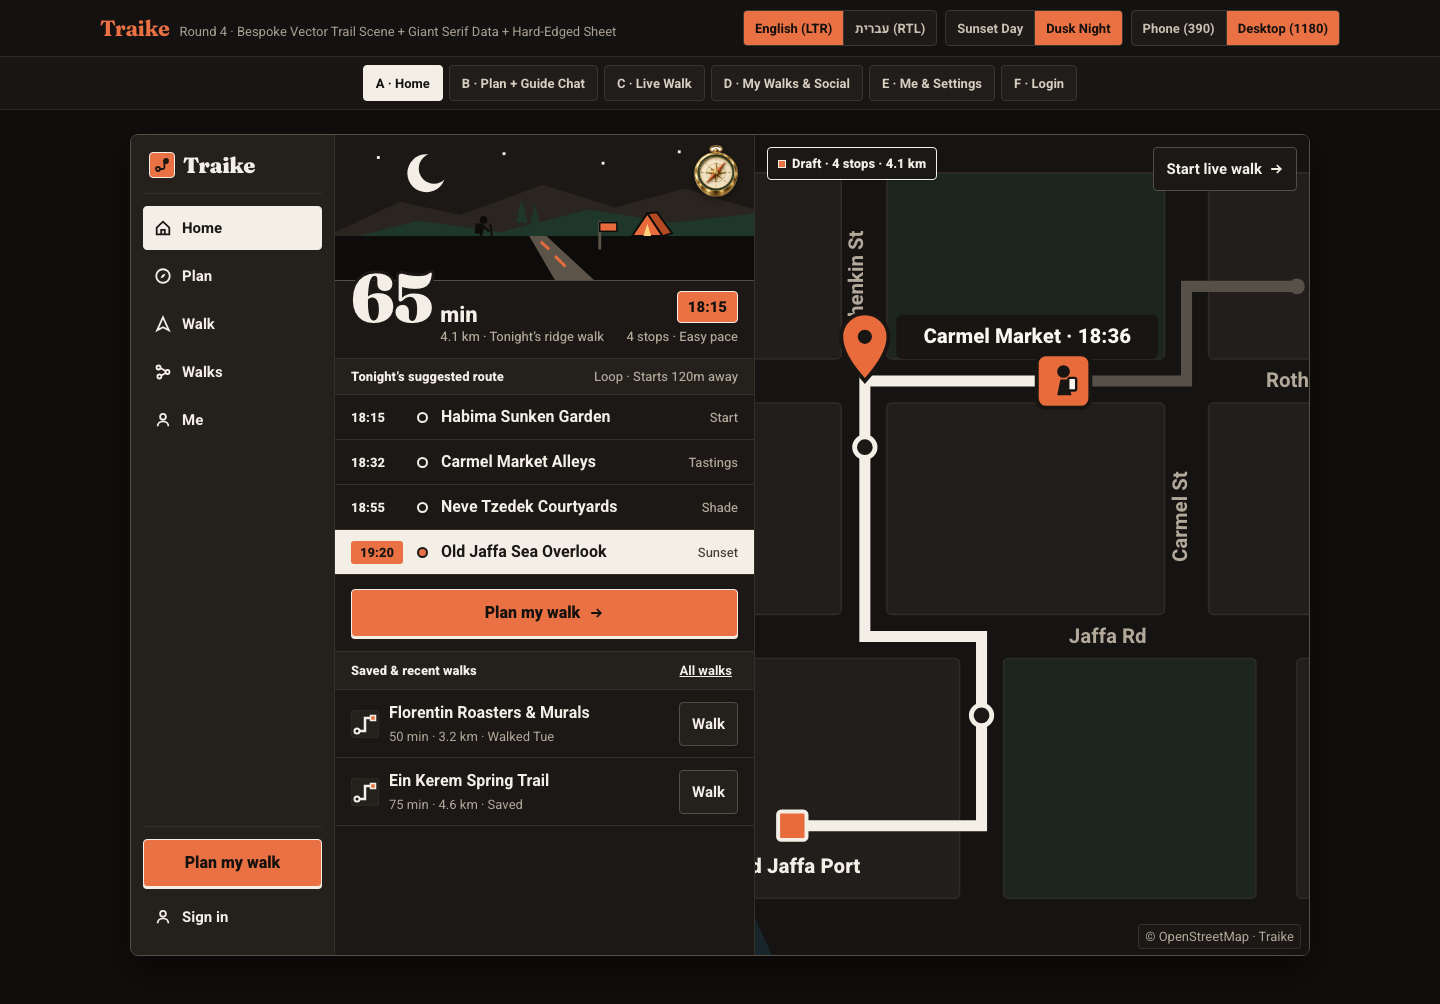 Traike Round 4 · Bespoke Vector Trail Scene + Giant Serif Data + Hard-Edged Sheet
English (LTR) עברית (RTL) Sunset Day Dusk Night Phone (390) Desktop (1180)
A · Home B · Plan + Guide Chat C · Live Walk D · My Walks & Social E · Me & Settings F · Login
Traike
Home
Plan
Walk
Walks
Me
Plan my walk
Sign in
65 min
18:15
4.1 km · Tonight’s ridge walk 4 stops · Easy pace
Tonight’s suggested route Loop · Starts 120m away
18:15 Habima Sunken Garden Start
18:32 Carmel Market Alleys Tastings
18:55 Neve Tzedek Courtyards Shade
19:20 Old Jaffa Sea Overlook Sunset
Plan my walk →
Saved & recent walks All walks
Florentin Roasters & Murals
50 min · 3.2 km · Walked Tue
Walk
Ein Kerem Spring Trail
75 min · 4.6 km · Saved
Walk
Draft · 4 stops · 4.1 km
Start live walk →
henkin St
Carmel Market · 18:36
Roth
Carmel St
Jaffa Rd
d Jaffa Port
© OpenStreetMap · Traike